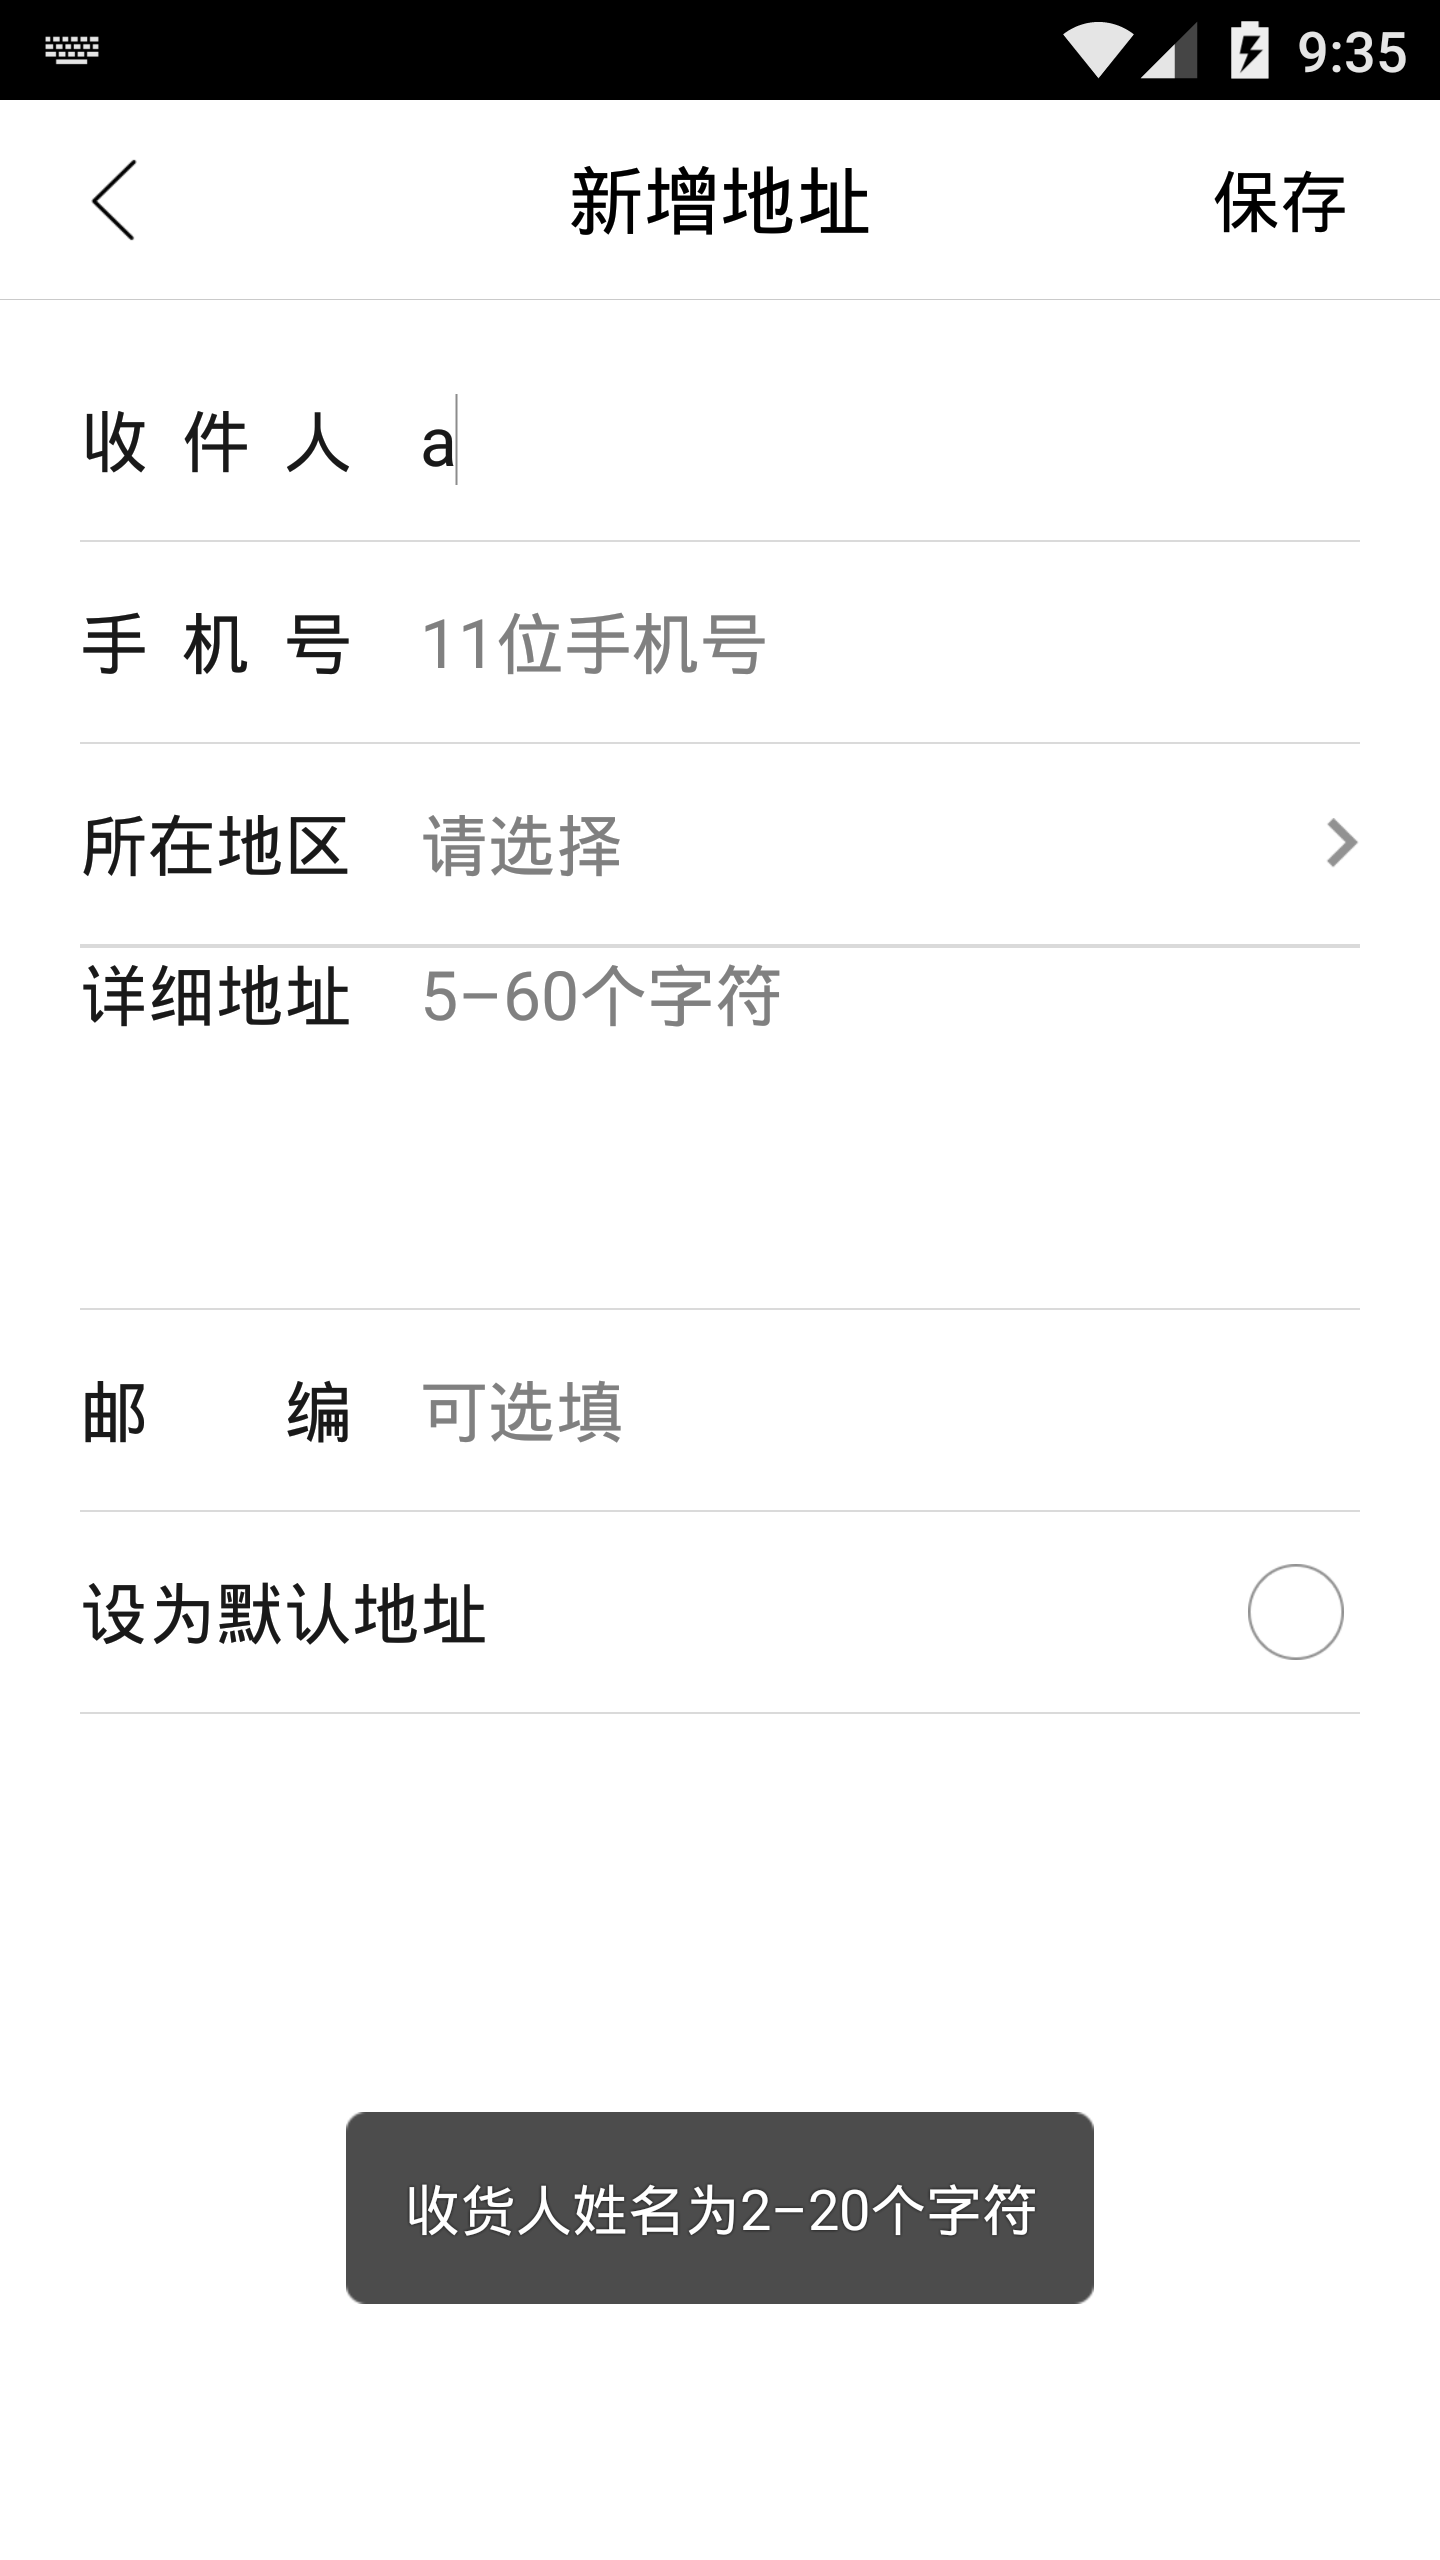 9:35
新增地址 保存
收件人 a
手机号 11位手机号
所在地区 请选择
详细地址 5-60个字符
邮编 可选填
设为默认地址
收货人姓名为2-20个字符